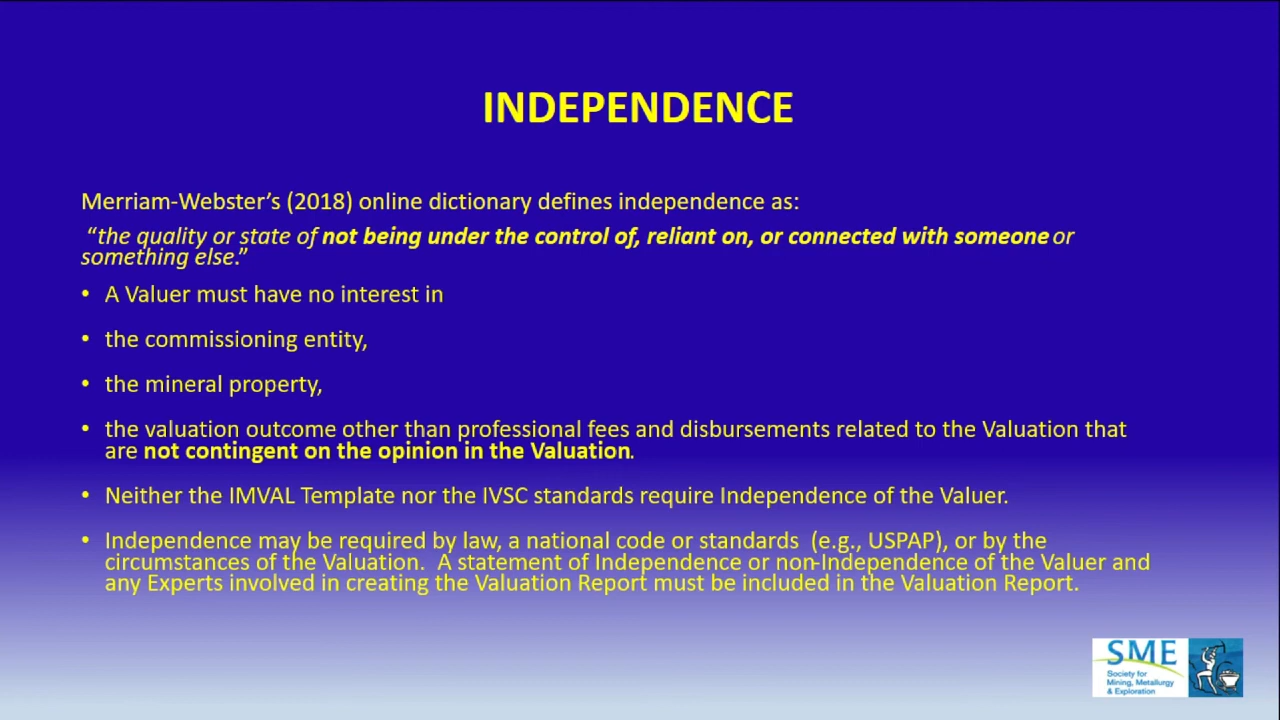 INDEPENDENCE
Merriam-Webster’s (2018) online dictionary defines independence as:
“the quality or state of not being under the control of, reliant on, or connected with someone or
something else.”
• A Valuer must have no interest in
• the commissioning entity,
• the mineral property,
• the valuation outcome other than professional fees and disbursements related to the Valuation that
are not contingent on the opinion in the Valuation.
• Neither the IMVAL Template nor the IVSC standards require Independence of the Valuer.
• Independence may be required by law, a national code or standards (e.g., USPAP), or by the
circumstances of the Valuation. A statement of Independence or non-Independence of the Valuer and
any Experts involved in creating the Valuation Report must be included in the Valuation Report.
SME
Society for
Mining, Metallurgy
& Exploration